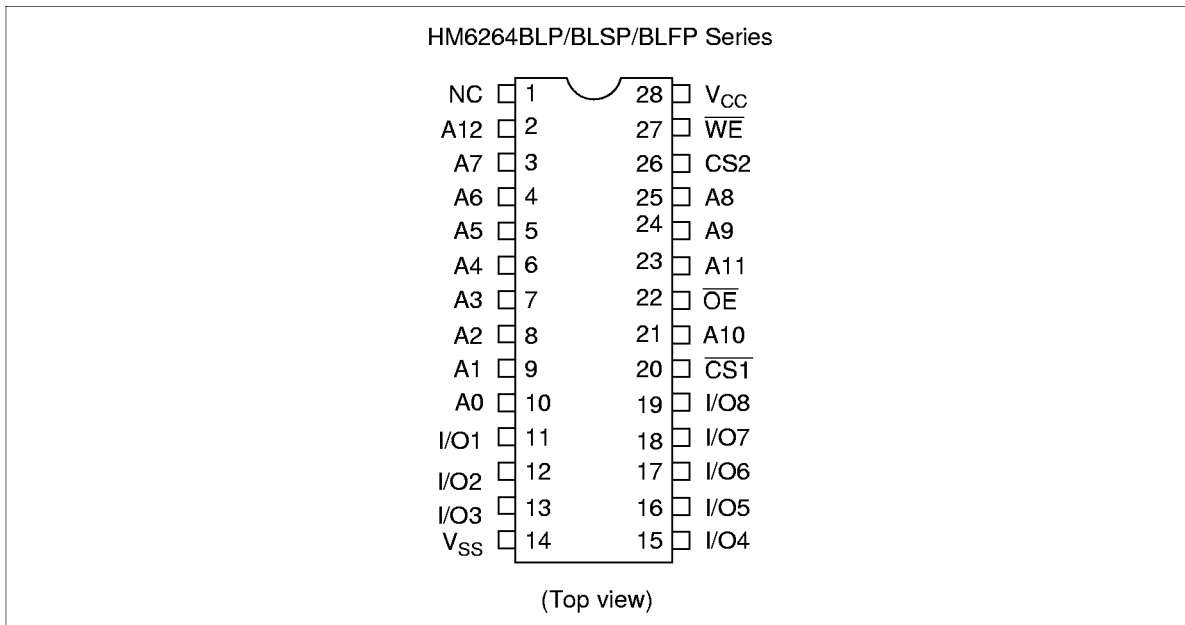 HM6264BLP/BLSP/BLFP Series
NC 1 28 VCC
A12 2 27 WE
A7 3 26 CS2
A6 4 25 A8
A5 5 24 A9
A4 6 23 A11
A3 7 22 OE
A2 8 21 A10
A1 9 20 CS1
A0 10 19 I/O8
I/O1 11 18 I/O7
I/O2 12 17 I/O6
I/O3 13 16 I/O5
VSS 14 15 I/O4
(Top view)